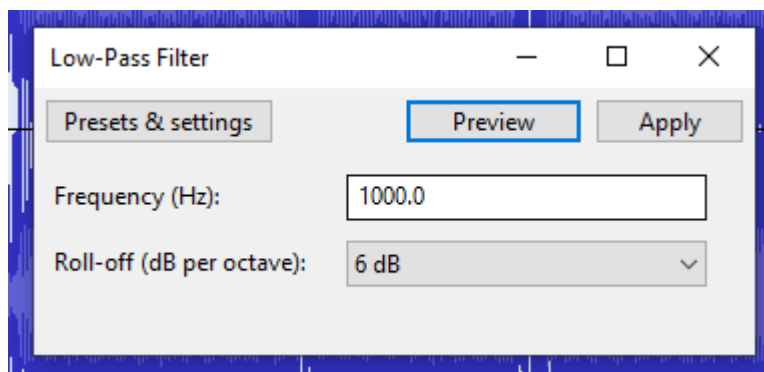 Low-Pass Filter
Presets & settings Preview Apply
Frequency (Hz): 1000.0
Roll-off (dB per octave): 6 dB